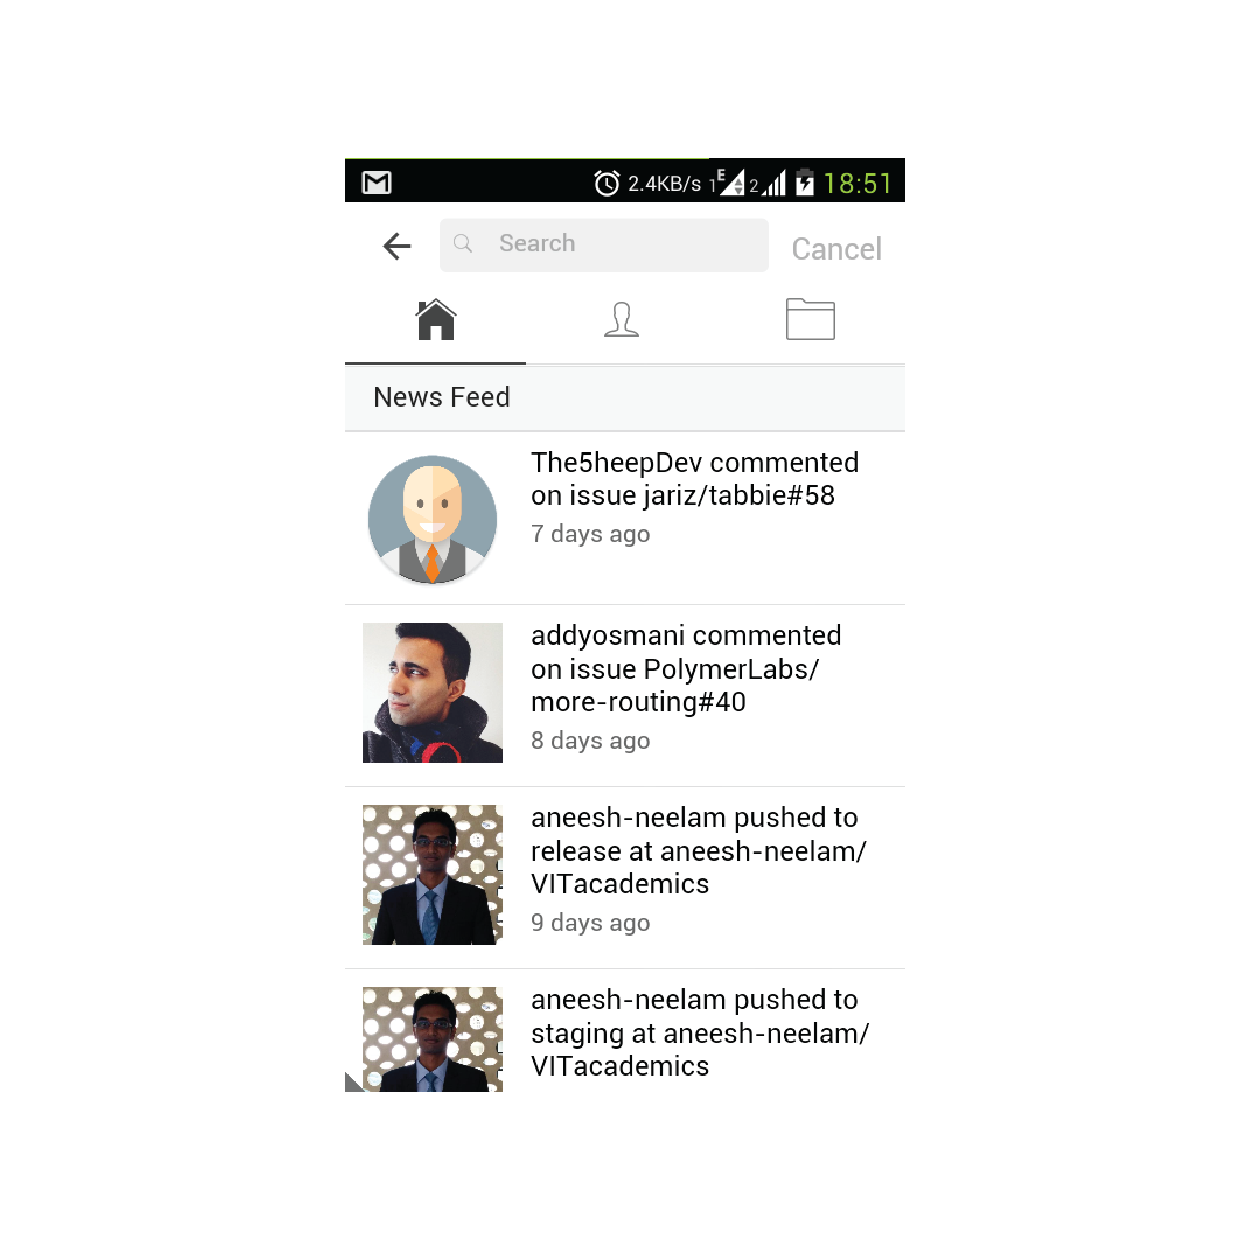 2.4KB/s 1 E 2 18:51
Search Cancel
News Feed
The5heepDev commented
on issue jariz/tabbie#58
7 days ago
addyosmani commented
on issue PolymerLabs/
more-routing#40
8 days ago
aneesh-neelam pushed to
release at aneesh-neelam/
VITacademics
9 days ago
aneesh-neelam pushed to
staging at aneesh-neelam/
VITacademics